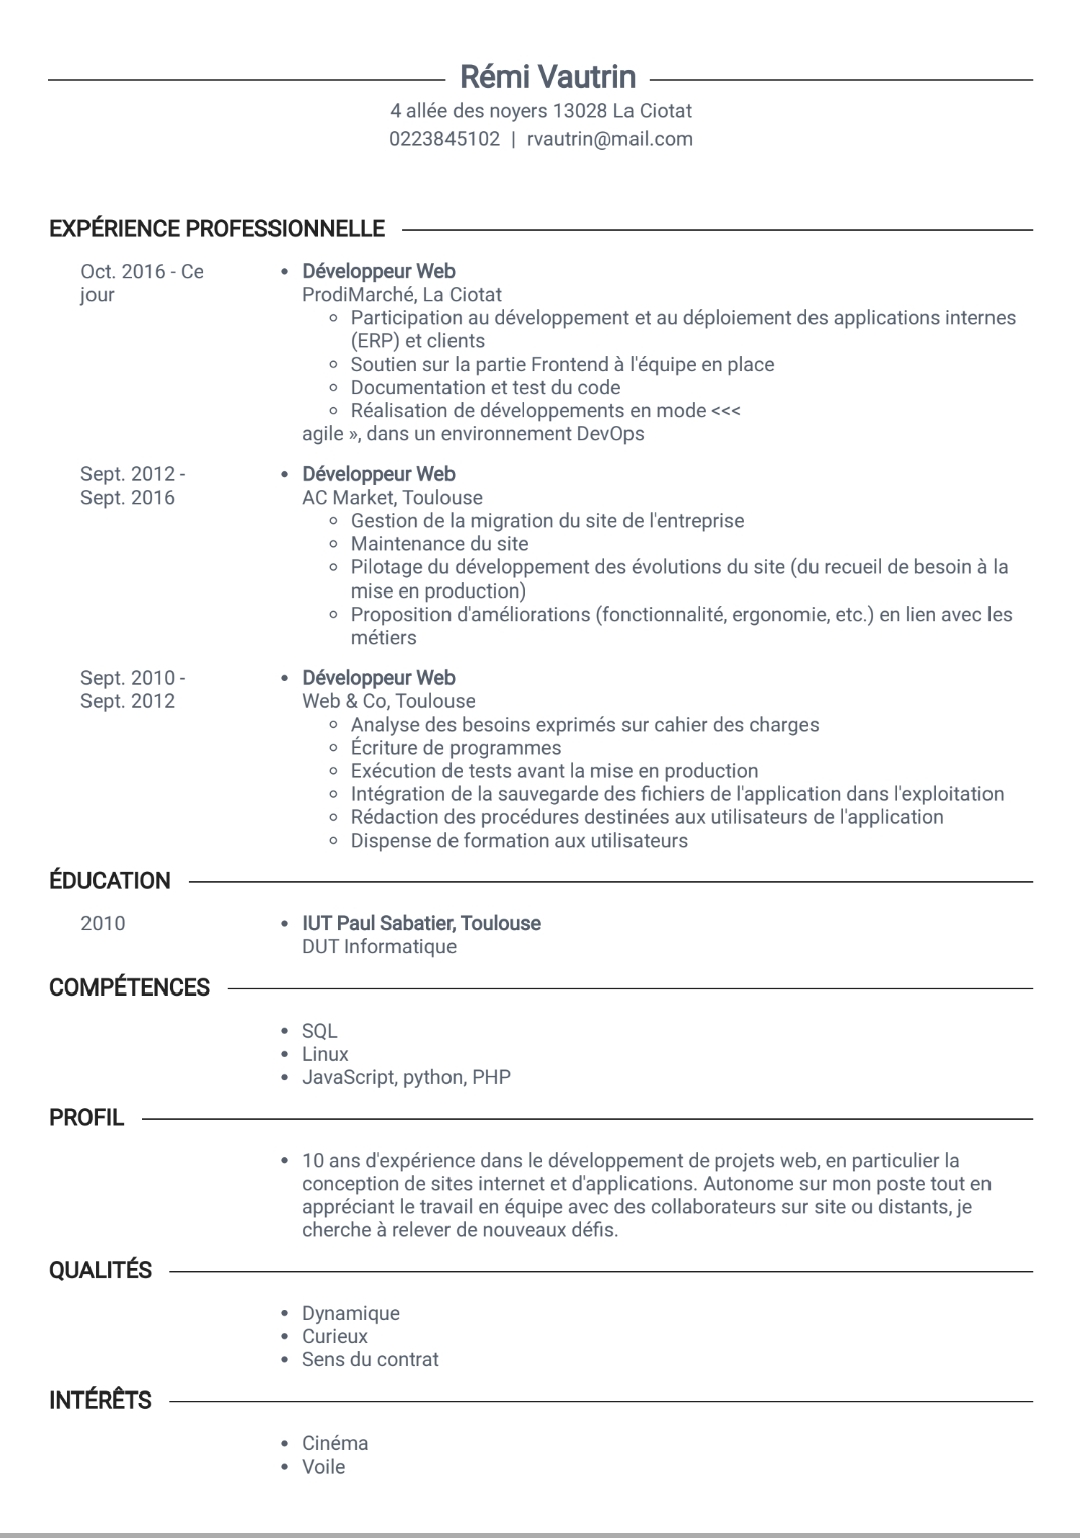 Rémi Vautrin
4 allée des noyers 13028 La Ciotat
0223845102 | rvautrin@mail.com
EXPÉRIENCE PROFESSIONNELLE
Oct. 2016 - Ce
jour
• Développeur Web
ProdiMarché, La Ciotat
◦ Participation au développement et au déploiement des applications internes
(ERP) et clients
◦ Soutien sur la partie Frontend à l'équipe en place
◦ Documentation et test du code
◦ Réalisation de développements en mode <<<
agile », dans un environnement DevOps
Sept. 2012 -
Sept. 2016
• Développeur Web
AC Market, Toulouse
◦ Gestion de la migration du site de l'entreprise
◦ Maintenance du site
◦ Pilotage du développement des évolutions du site (du recueil de besoin à la
mise en production)
◦ Proposition d'améliorations (fonctionnalité, ergonomie, etc.) en lien avec les
métiers
Sept. 2010 -
Sept. 2012
• Développeur Web
Web & Co, Toulouse
◦ Analyse des besoins exprimés sur cahier des charges
◦ Écriture de programmes
◦ Exécution de tests avant la mise en production
◦ Intégration de la sauvegarde des fichiers de l'application dans l'exploitation
◦ Rédaction des procédures destinées aux utilisateurs de l'application
◦ Dispense de formation aux utilisateurs
ÉDUCATION
2010
• IUT Paul Sabatier, Toulouse
DUT Informatique
COMPÉTENCES
• SQL
• Linux
• JavaScript, python, PHP
PROFIL
• 10 ans d'expérience dans le développement de projets web, en particulier la
conception de sites internet et d'applications. Autonome sur mon poste tout en
appréciant le travail en équipe avec des collaborateurs sur site ou distants, je
cherche à relever de nouveaux défis.
QUALITÉS
• Dynamique
• Curieux
• Sens du contrat
INTÉRÊTS
• Cinéma
• Voile